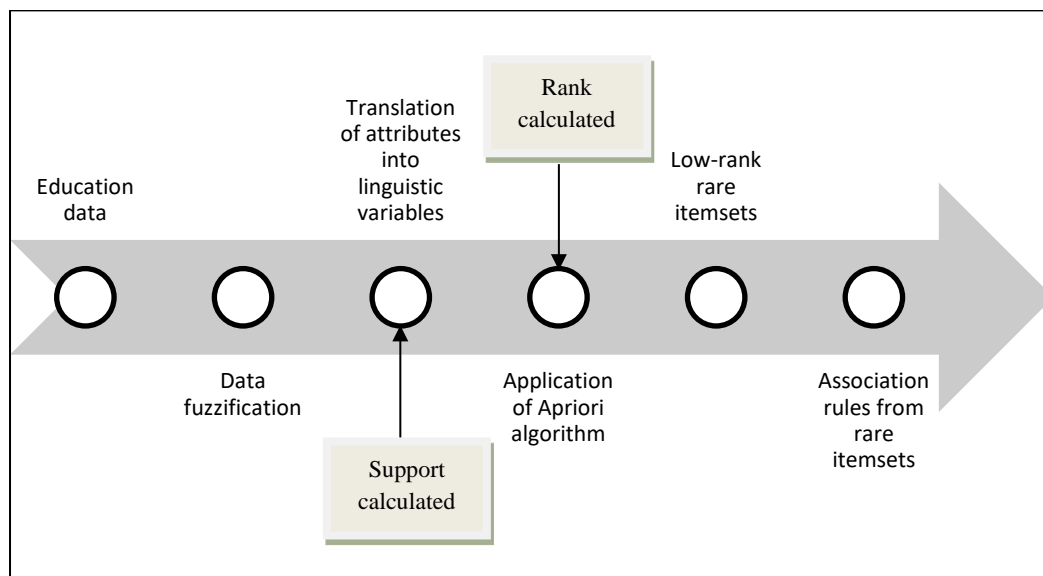 Education
data
Data
fuzzification
Translation
of attributes
into
linguistic
variables
Support
calculated
Rank
calculated
Application
of Apriori
algorithm
Low-rank
rare
itemsets
Association
rules from
rare
itemsets